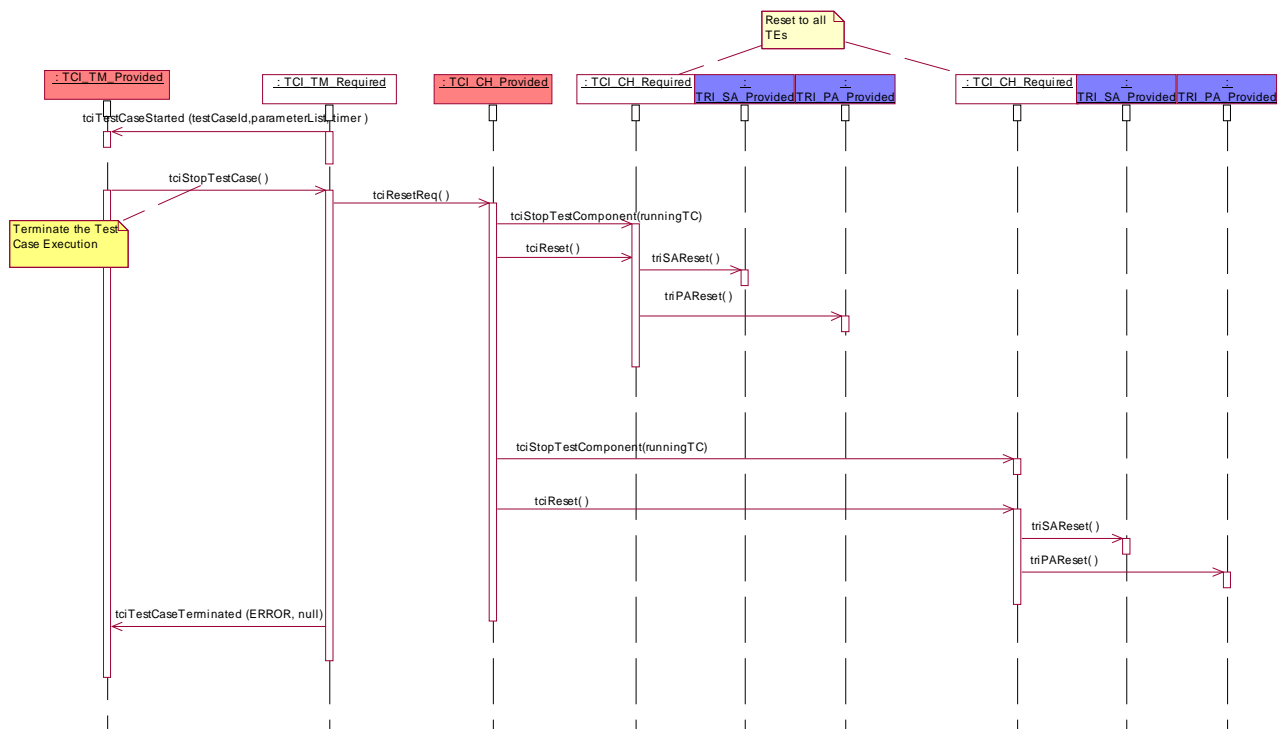 Reset to all
TEs
: TCI_TM_Provided
: TCI_TM_Required
: TCI_CH_Provided
: TCI_CH_Required
:
TRI_SA_Provided
:
TRI_PA_Provided
: TCI_CH_Required
:
TRI_SA_Provided
:
TRI_PA_Provided
tciTestCaseStarted (testCaseId,parameterList, timer )
tciStopTestCase( )
tciResetReq( )
tciStopTestComponent(runningTC)
Terminate the Test
Case Execution
tciReset( )
triSAReset( )
triPAReset( )
tciStopTestComponent(runningTC)
tciReset( )
triSAReset( )
triPAReset( )
tciTestCaseTerminated (ERROR, null)